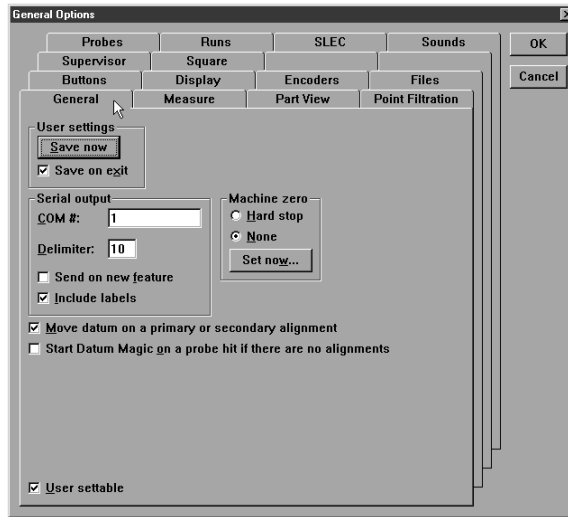 General Options
Probes Runs SLEC Sounds
Supervisor Square
Buttons Display Encoders Files
General Measure Part View Point Filtration
OK
Cancel
User settings
Save now
Save on exit
Serial output
COM #: 1
Delimiter: 10
Send on new feature
Include labels
Machine zero
Hard stop
None
Set now...
Move datum on a primary or secondary alignment
Start Datum Magic on a probe hit if there are no alignments
User settable